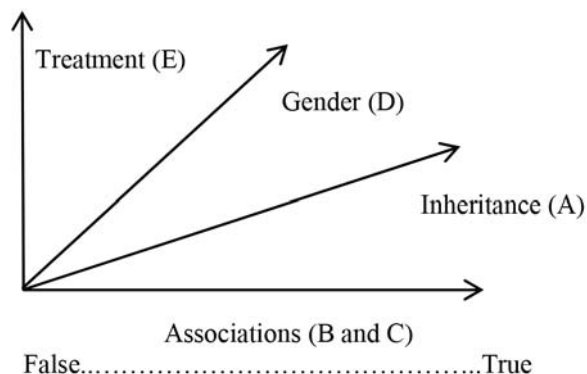 Treatment (E)
Gender (D)
Inheritance (A)
Associations (B and C)
False..…………………………………..True